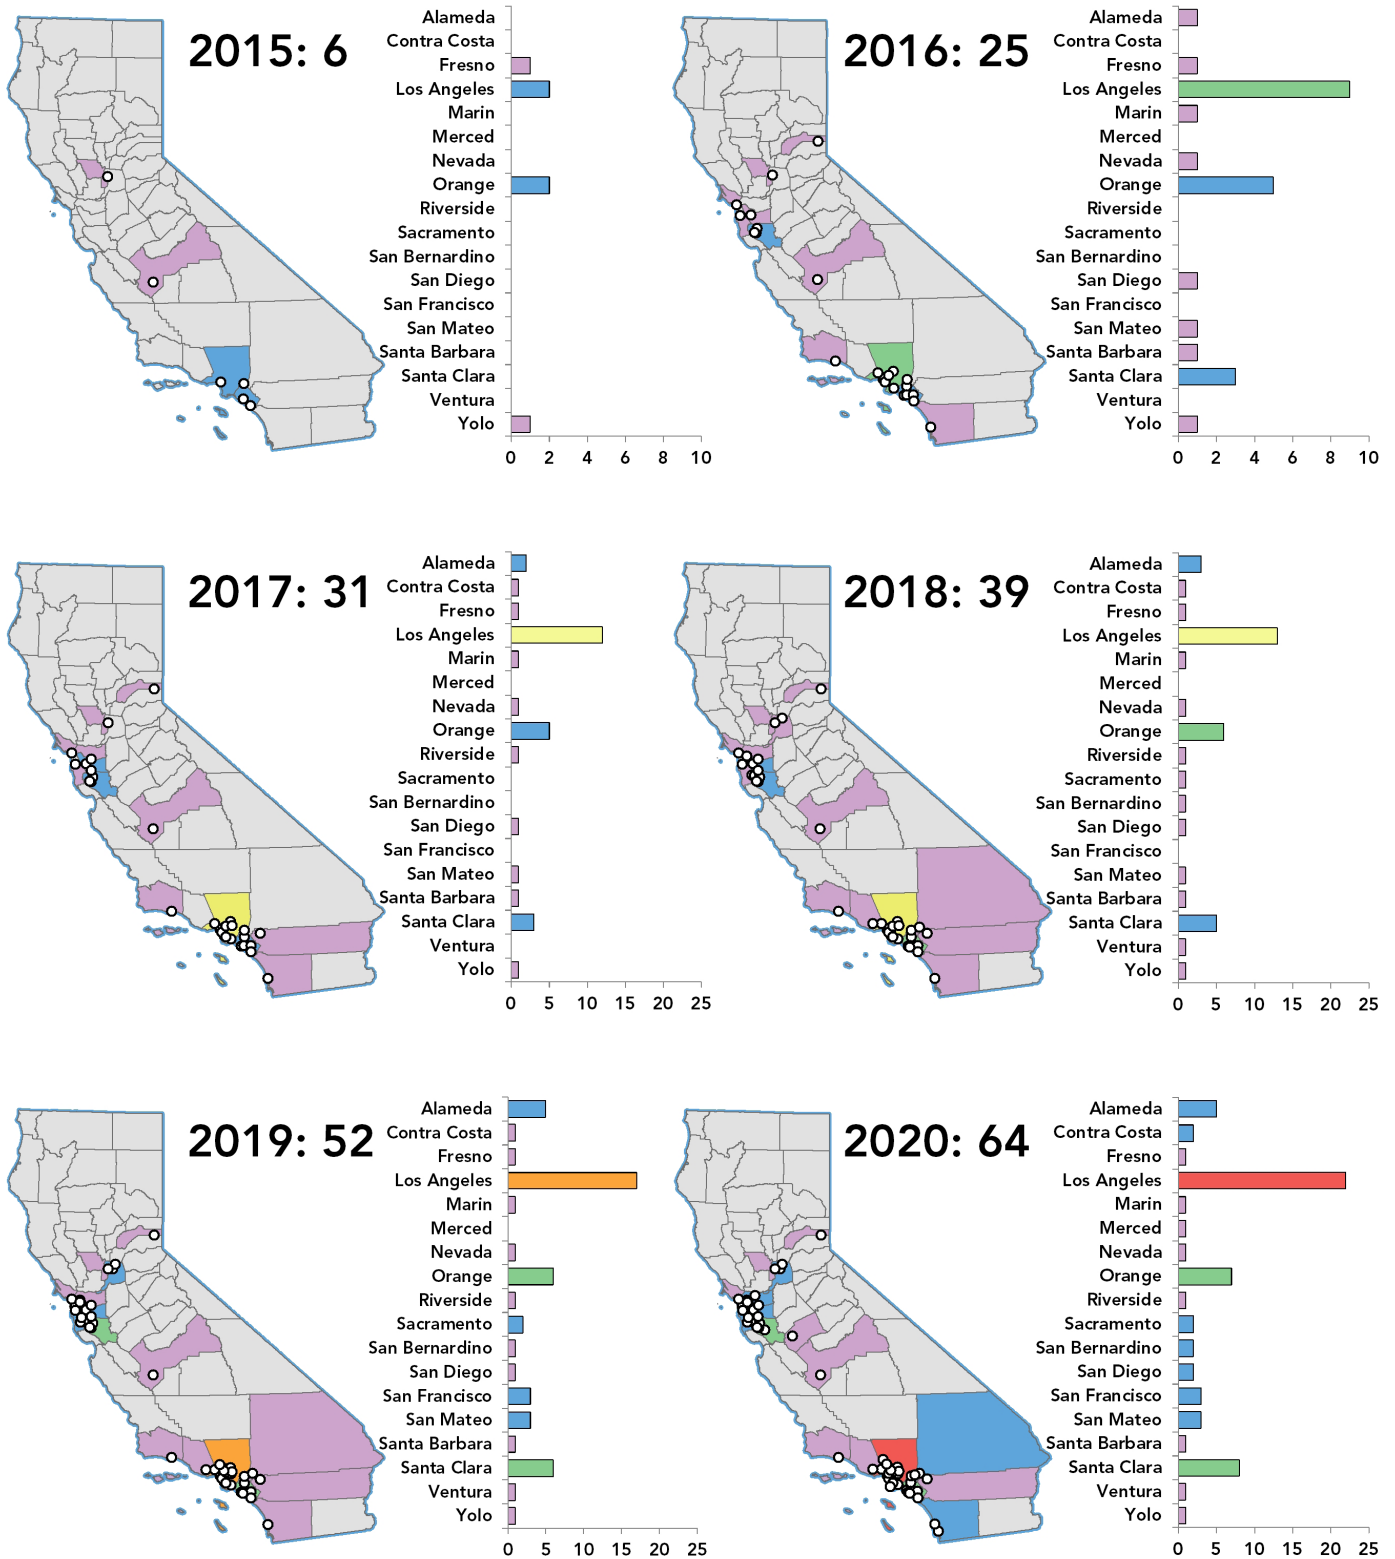 2015: 6
Alameda
Contra Costa
Fresno
Los Angeles
Marin
Merced
Nevada
Orange
Riverside
Sacramento
San Bernardino
San Diego
San Francisco
San Mateo
Santa Barbara
Santa Clara
Ventura
Yolo
0 2 4 6 8 10
2016: 25
Alameda
Contra Costa
Fresno
Los Angeles
Marin
Merced
Nevada
Orange
Riverside
Sacramento
San Bernardino
San Diego
San Francisco
San Mateo
Santa Barbara
Santa Clara
Ventura
Yolo
0 2 4 6 8 10
2017: 31
Alameda
Contra Costa
Fresno
Los Angeles
Marin
Merced
Nevada
Orange
Riverside
Sacramento
San Bernardino
San Diego
San Francisco
San Mateo
Santa Barbara
Santa Clara
Ventura
Yolo
0 5 10 15 20 25
2018: 39
Alameda
Contra Costa
Fresno
Los Angeles
Marin
Merced
Nevada
Orange
Riverside
Sacramento
San Bernardino
San Diego
San Francisco
San Mateo
Santa Barbara
Santa Clara
Ventura
Yolo
0 5 10 15 20 25
2019: 52
Alameda
Contra Costa
Fresno
Los Angeles
Marin
Merced
Nevada
Orange
Riverside
Sacramento
San Bernardino
San Diego
San Francisco
San Mateo
Santa Barbara
Santa Clara
Ventura
Yolo
0 5 10 15 20 25
2020: 64
Alameda
Contra Costa
Fresno
Los Angeles
Marin
Merced
Nevada
Orange
Riverside
Sacramento
San Bernardino
San Diego
San Francisco
San Mateo
Santa Barbara
Santa Clara
Ventura
Yolo
0 5 10 15 20 25